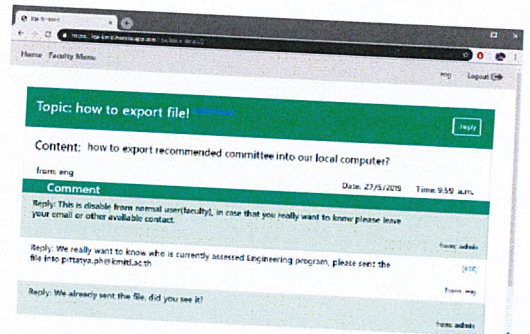 Home Faculty Menu
eng Logout
Topic: how to export file!
reply
Content: how to export recommended committee into our local computer?
from: eng
Date: 27/5/2019 Time: 9:59 a.m.
Comment
Reply: This is disable from normal user(faculty), in case that you really want to know please leave
your email or other available contact.
from: admin
Reply: We really want to know who is currently assessed Engineering program, please sent the
file into pittatya.ph@kmitl.ac.th
[edit]
from: eng
Reply: We already sent the file, did you see it!
from: admin